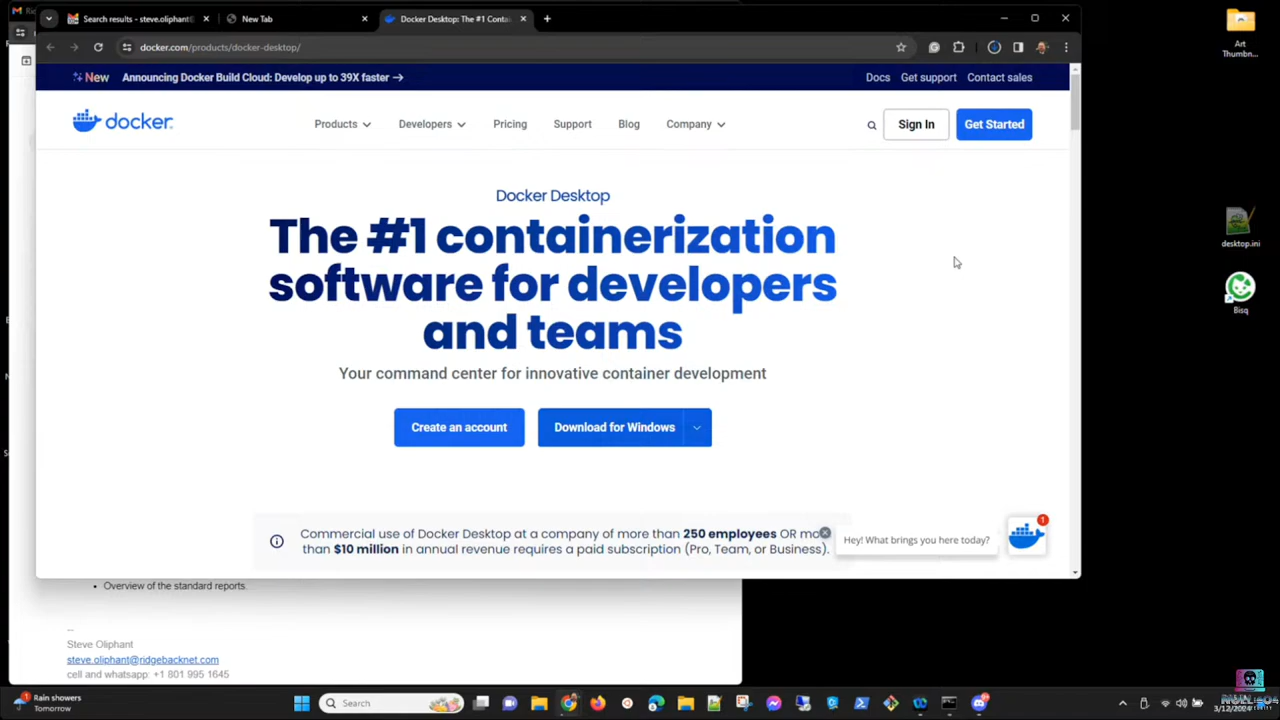 Search results - steve.oliphant@
New Tab
Docker Desktop: The #1 Contai
docker.com/products/docker-desktop/
New Announcing Docker Build Cloud: Develop up to 39X faster →
Docs Get support Contact sales
docker
Products Developers Pricing Support Blog Company
Sign In
Get Started
Docker Desktop
The #1 containerization
software for developers
and teams
Your command center for innovative container development
Create an account
Download for Windows
Commercial use of Docker Desktop at a company of more than 250 employees OR
than $10 million in annual revenue requires a paid subscription (Pro, Team, or Business).
Hey! What brings you here today?
1
• Overview of the standard reports.
--
Steve Oliphant
steve.oliphant@ridgebacknet.com
cell and whatsapp: +1 801 995 1645
Art
Thumbn...
desktop.ini
Bisq
1
Rain showers
Tomorrow
Search
3/12/2024